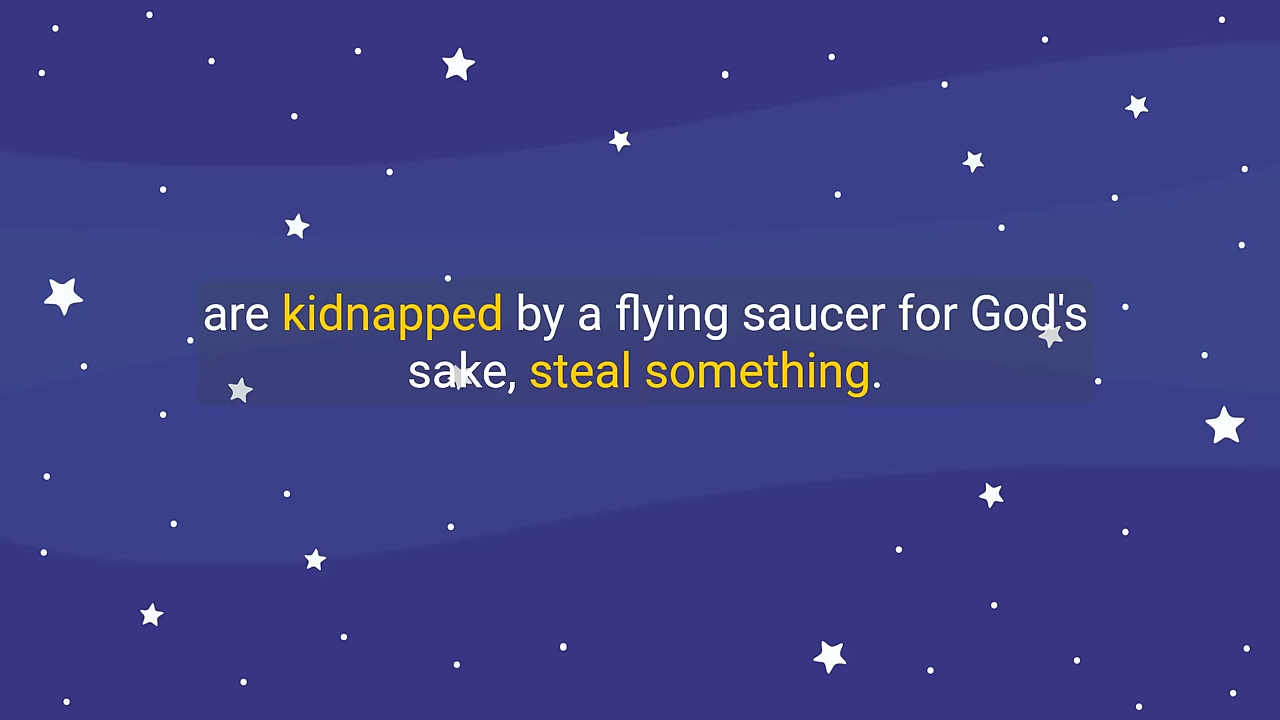 are kidnapped by a flying saucer for God's
sake, steal something.